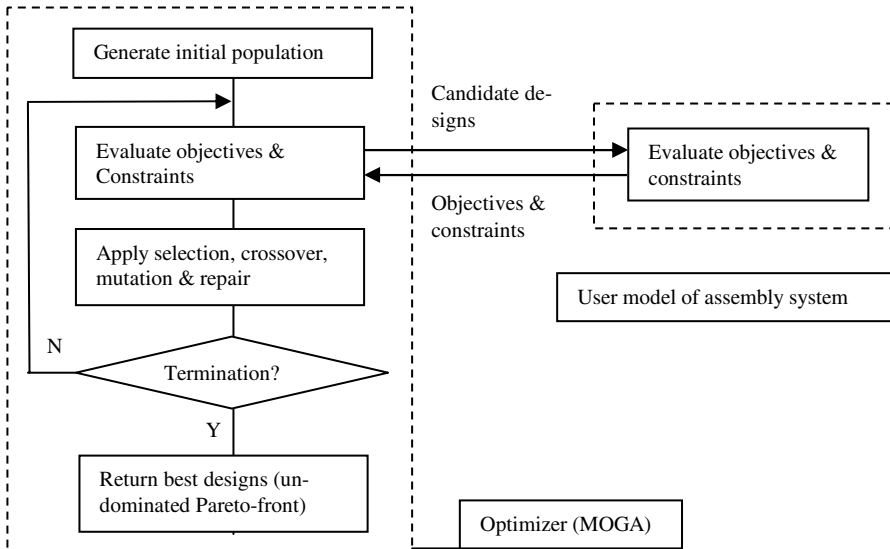 Generate initial population
Candidate de-
signs
Evaluate objectives &
Constraints
Evaluate objectives &
constraints
Objectives &
constraints
Apply selection, crossover,
mutation & repair
User model of assembly system
N
Termination?
Y
Return best designs (un-
dominated Pareto-front)
Optimizer (MOGA)